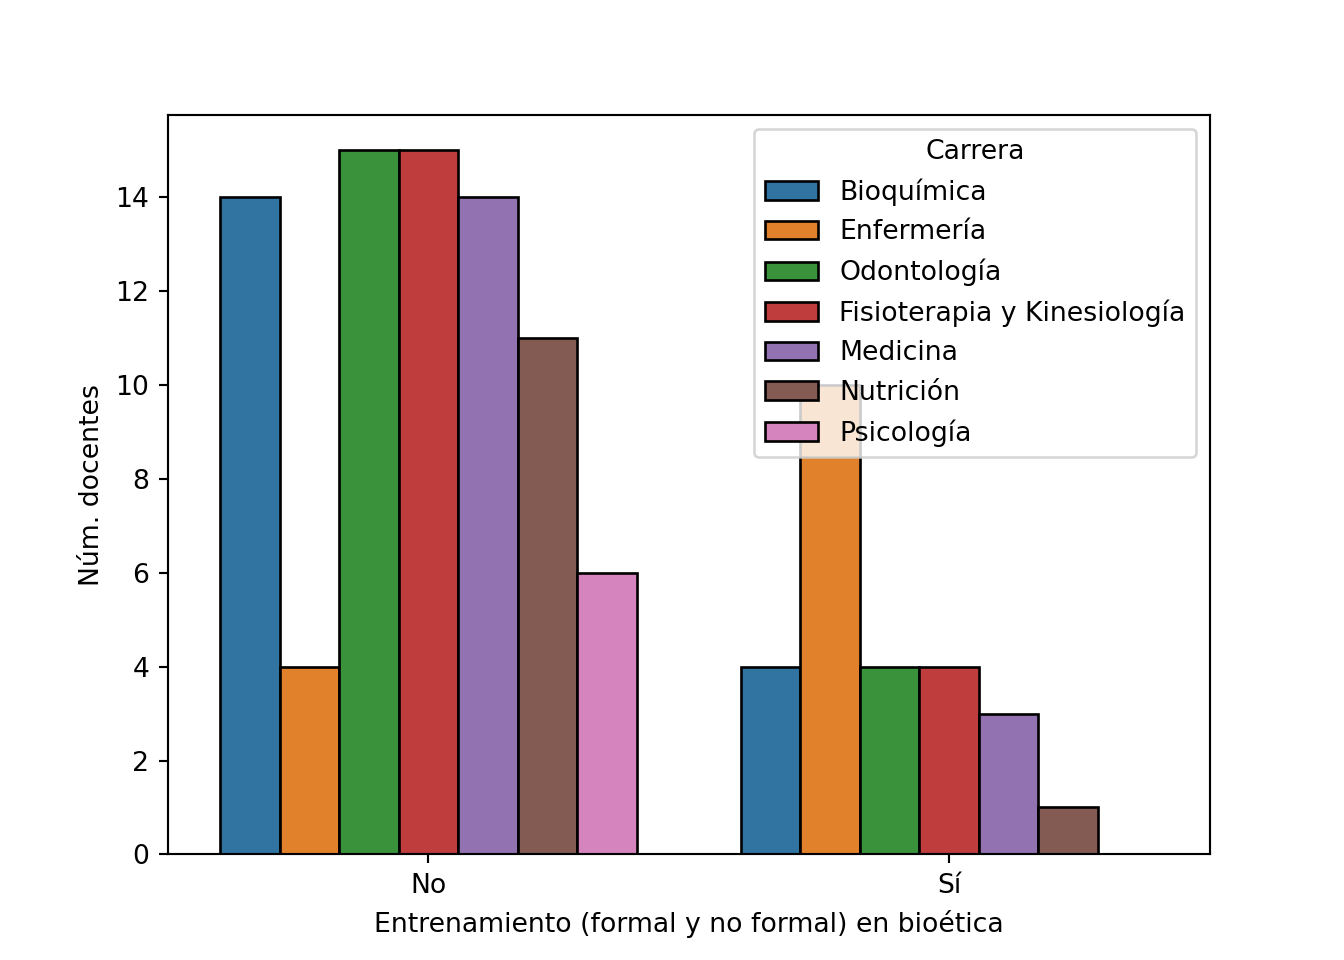 Carrera
Bioquímica
Enfermería
Odontología
Fisioterapia y Kinesiología
Medicina
Nutrición
Psicología
Núm. docentes
14
12
10
8
6
4
2
0
No
Sí
Entrenamiento (formal y no formal) en bioética